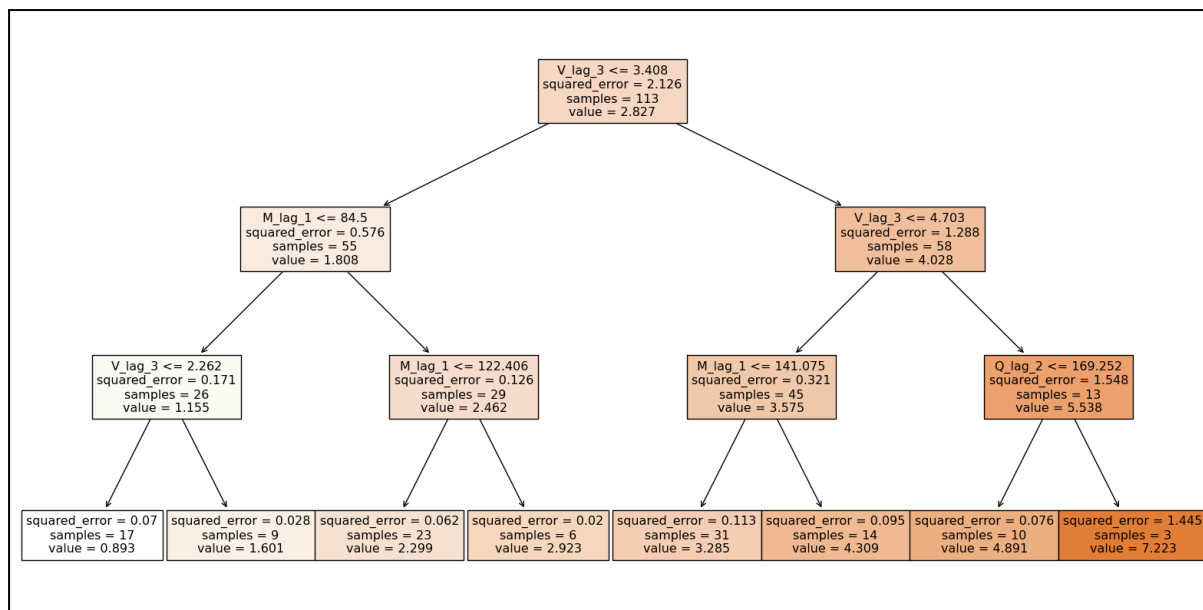 V_lag_3 <= 3.408
squared_error = 2.126
samples = 113
value = 2.827
M_lag_1 <= 84.5
squared_error = 0.576
samples = 55
value = 1.808
V_lag_3 <= 4.703
squared_error = 1.288
samples = 58
value = 4.028
V_lag_3 <= 2.262
squared_error = 0.171
samples = 26
value = 1.155
M_lag_1 <= 122.406
squared_error = 0.126
samples = 29
value = 2.462
M_lag_1 <= 141.075
squared_error = 0.321
samples = 45
value = 3.575
Q_lag_2 <= 169.252
squared_error = 1.548
samples = 13
value = 5.538
squared_error = 0.07
samples = 17
value = 0.893
squared_error = 0.028
samples = 9
value = 1.601
squared_error = 0.062
samples = 23
value = 2.299
squared_error = 0.02
samples = 6
value = 2.923
squared_error = 0.113
samples = 31
value = 3.285
squared_error = 0.095
samples = 14
value = 4.309
squared_error = 0.076
samples = 10
value = 4.891
squared_error = 1.445
samples = 3
value = 7.223